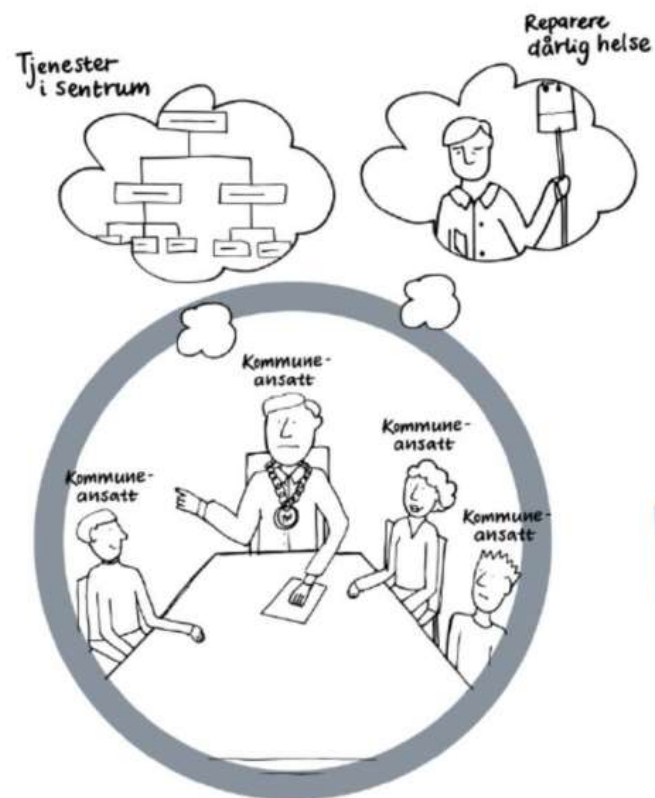 Tjenester
i sentrum
Reparere
dårlig helse
Kommune-
ansatt
Kommune-
ansatt
Kommune-
ansatt
Kommune-
ansatt